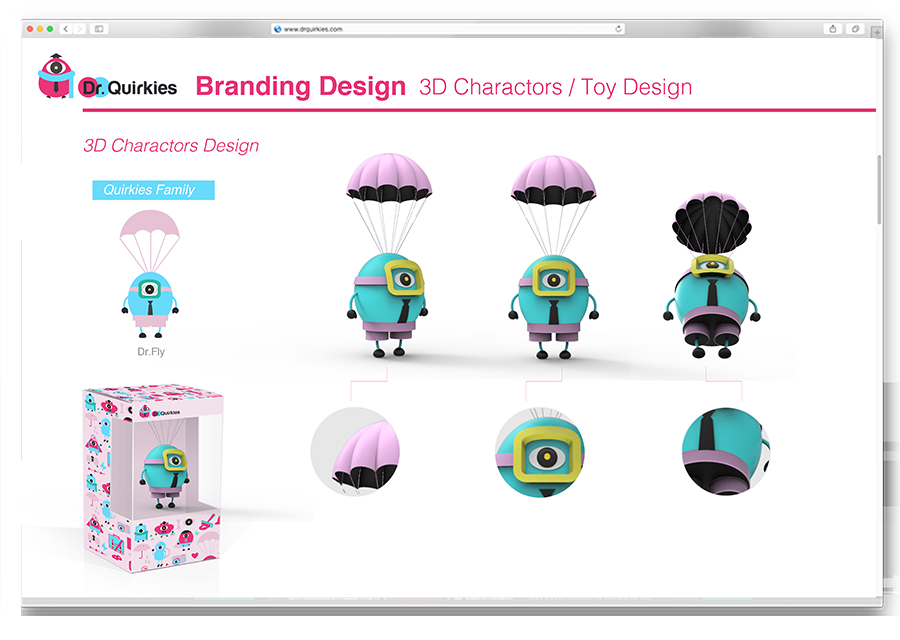 www.drquirkies.com
Dr.Quirkies
Branding Design 3D Charactors / Toy Design
3D Charactors Design
Quirkies Family
Dr.Fly
Dr.Quirkies